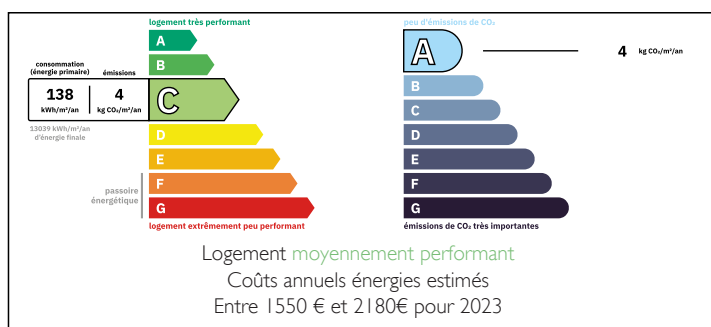 logement très performant
A
B
consommation
(énergie primaire)
émissions
138
kWh/m²/an
4
kg CO₂/m²/an
C
13039 kWh/m²/an
d'énergie finale
D
E
passoire
énergétique
F
G
logement extrêmement peu performant
peu d'émissions de CO₂
A
4 kg CO₂/m²/an
B
C
D
E
F
G
émissions de CO₂ très importantes
Logement moyennement performant
Coûts annuels énergies estimés
Entre 1550 € et 2180€ pour 2023